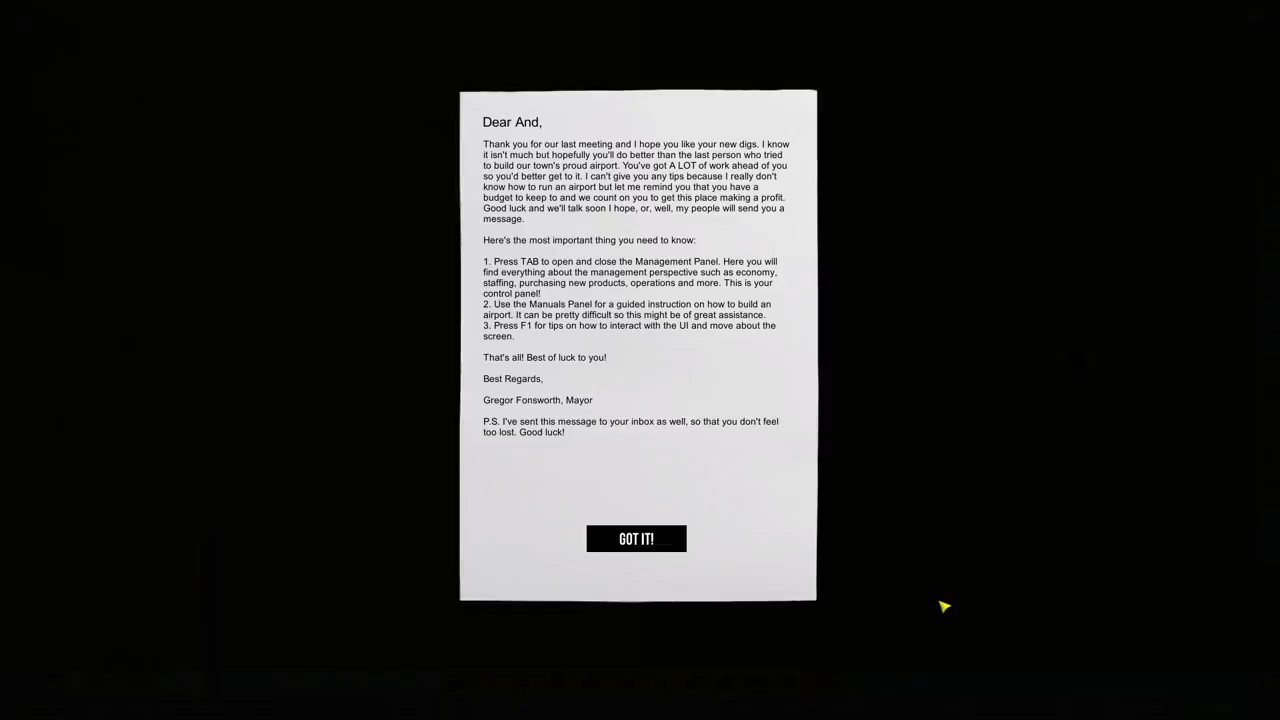 Dear And,
Thank you for our last meeting and I hope you like your new digs. I know
it isn't much but hopefully you'll do better than the last person who tried
to build our town's proud airport. You've got A LOT of work ahead of you
so you'd better get to it. I can't give you any tips because I really don't
know how to run an airport but let me remind you that you have a
budget to keep to and we count on you to get this place making a profit.
Good luck and we'll talk soon I hope, or, well, my people will send you a
message.
Here's the most important thing you need to know:
1. Press TAB to open and close the Management Panel. Here you will
find everything about the management perspective such as economy,
staffing, purchasing new products, operations and more. This is your
control panel!
2. Use the Manuals Panel for a guided instruction on how to build an
airport. It can be pretty difficult so this might be of great assistance.
3. Press F1 for tips on how to interact with the UI and move about the
screen.
That's all! Best of luck to you!
Best Regards,
Gregor Fonsworth, Mayor
P.S. I've sent this message to your inbox as well, so that you don't feel
too lost. Good luck!
GOT IT!